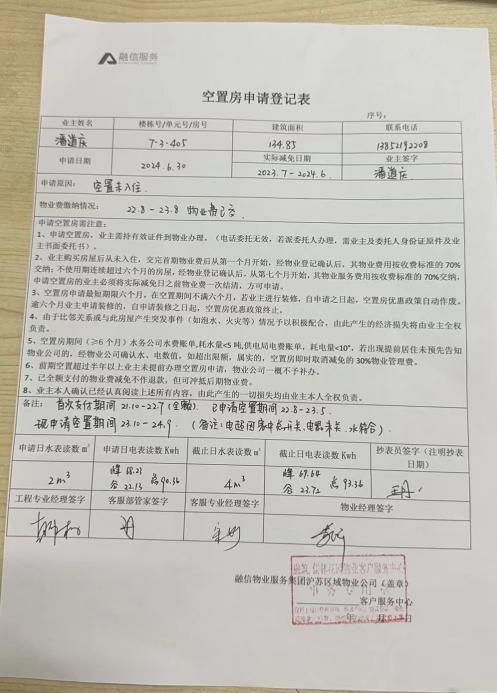 融信服务
空置房申请登记表
序号：
业主姓名 楼栋号/单元号/房号 建筑面积 联系电话
潘道庆 7-3-405 134.85 13852182208
申请日期 2024.6.30 实际减免日期 2023.7-2024.6 业主签字 潘道庆
申请原因： 空置未入住.
物业费缴纳情况： 22.8-23.8 物业费已交
申请空置房需注意：
1、申请空置房，业主需持有效证件到物业办理。（电话委托无效，若派委托人办理，需业主及委托人身份证原件及业
主书面委托书）。
2、业主购买房屋后从未入住，交完首期物业费后从第一个月开始，经物业登记确认后，其物业费用按收费标准的 70%
交纳；不使用期连续超过六个月的房屋，经物业登记确认后，从第七个月开始，其物业服务费用按收费标准的 70%交纳，
申请空置房的业主必须将实际减免日之前物业费一次结清，方可申请。
3、空置房申请最短期限六个月，在空置期间不满六个月，若业主进行装修，自申请之日起，空置房优惠政策自动作废。
逾六个月业主申请装修的，自申请装修之日起，空置房优惠政策终止。
4、由于比邻关系或与此房屋产生突发事件（如泡水、火灾等）情况予以积极配合，由此产生的经济损失将由业主全权
负责。
5、空置房期间（≥6 个月）水务公司水费账单,耗水量<5 吨,供电局电费账单，耗电量<10°，若出现提前居住未预先告知
物业公司的，经物业公司确认水、电数值，如超出限额，属实的，空置房即时取消减免的 30%物业管理费。
6、前期空置超过半年以上业主未提前办理空置房申请，物业公司一概不予补办。
7、已全额支付的物业费减免不作退款，但可冲抵后期物业费。
8、业主本人确认已经认真阅读上述所有内容，由此产生的一切损失均由业主本人全权负责。
备注： 首次支付期间 21.10-22.7（全额）. 已申请空置期间 22.8-23.5.
现申请空置期间 23.10-24.9.
申请日水表读数 m³ 申请日电表读数 Kwh 截止日水表读数 m³ 截止日电表读数 Kwh 抄表员签字（注明抄表
日期）
2m³ 峰 68.23 谷 22.13 总90.36 4m³ 峰 69.64 谷 23.72 总 93.36
工程专业经理签字 客服部管家签字 客服专业经理签字 物业经理签字
融信物业服务集团沪苏区域物业公司（盖章）
客户服务中心
年 月 日